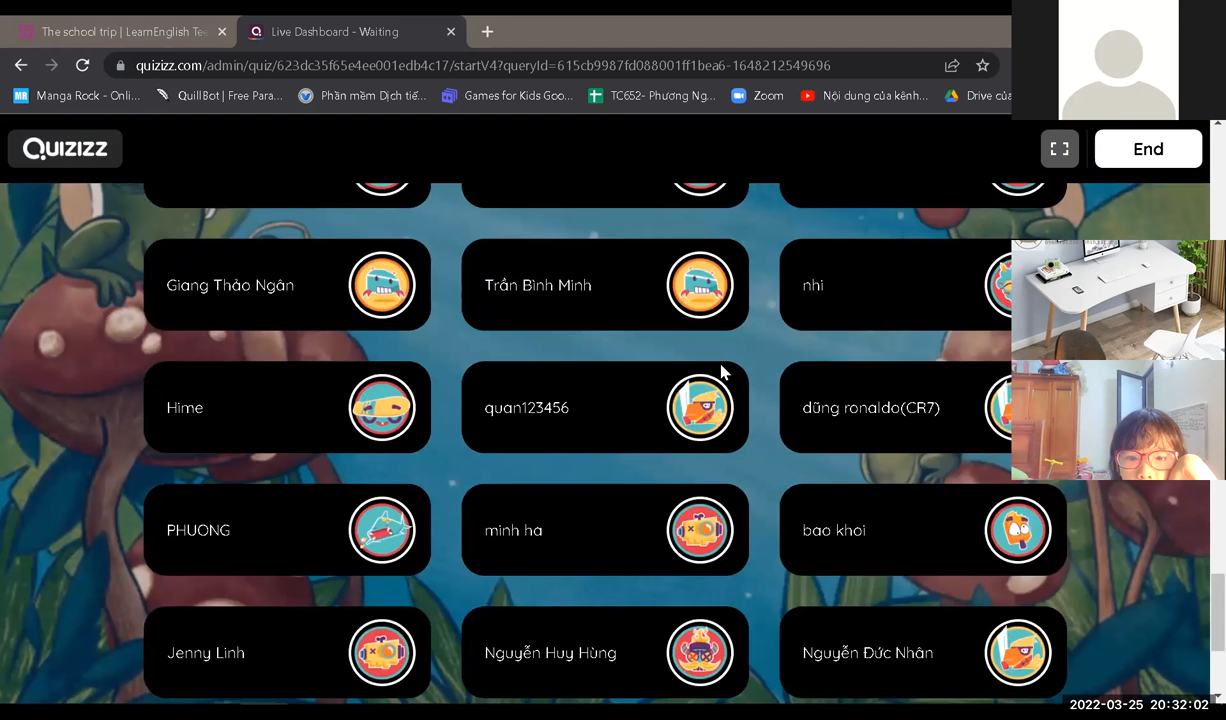 The school trip | LearnEnglish Tee
Live Dashboard - Waiting
quizizz.com/admin/quiz/623dc35f65e4ee001edb4c17/startV4?queryId=615cb9987fd088001ff1bea6-1648212549696
MR Manga Rock - Onli...
QuillBot | Free Para...
Phần mềm Dịch tiế...
Games for Kids Goo...
TC652- Phương Ng...
Zoom
Nội dung của kênh...
Drive của
QUIZIZZ
End
Giang Thảo Ngân
Trần Bình Minh
nhi
Hime
quan123456
dũng ronaldo(CR7)
PHUONG
minh ha
bao khoi
Jenny Linh
Nguyễn Huy Hùng
Nguyễn Đức Nhân
2022-03-25 20:32:02